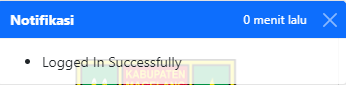 Notifikasi 0 menit lalu
Logged In Successfully
KABUPATEN